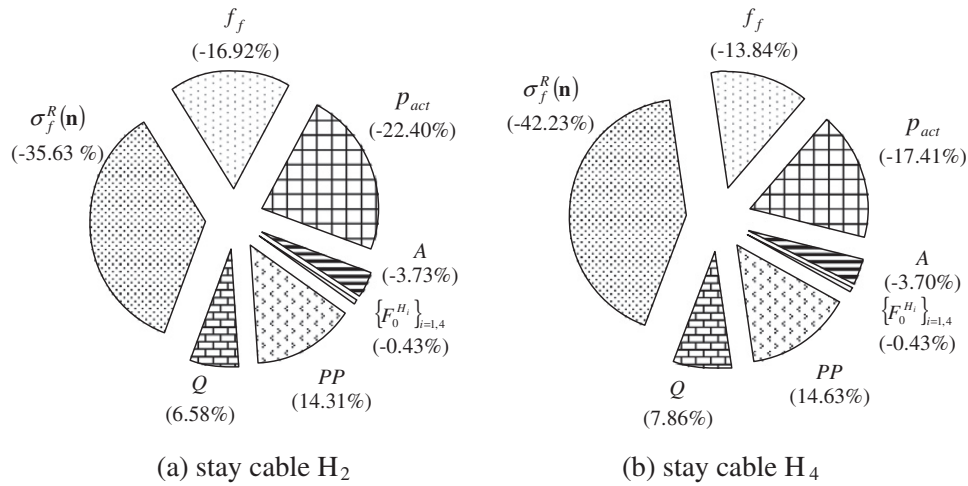 f_f
(-16.92%)
σ_f^R(n)
(-35.63 %)
p_act
(-22.40%)
A
(-3.73%)
{F_0^{H_i}}_{i=1,4}
(-0.43%)
PP
(14.31%)
Q
(6.58%)
(a) stay cable H₂
f_f
(-13.84%)
σ_f^R(n)
(-42.23%)
p_act
(-17.41%)
A
(-3.70%)
{F_0^{H_i}}_{i=1,4}
(-0.43%)
PP
(14.63%)
Q
(7.86%)
(b) stay cable H₄